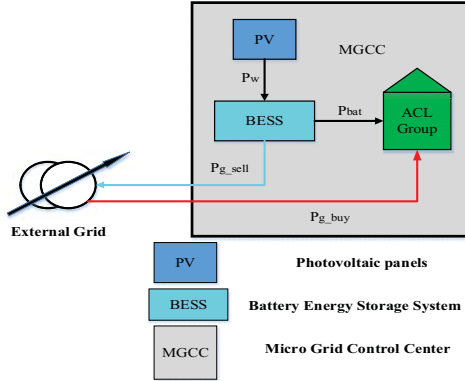 PV
MGCC
Pw
BESS
Pbat
ACL
Group
Pg_sell
External Grid
Pg_buy
PV
Photovoltaic panels
BESS
Battery Energy Storage System
MGCC
Micro Grid Control Center